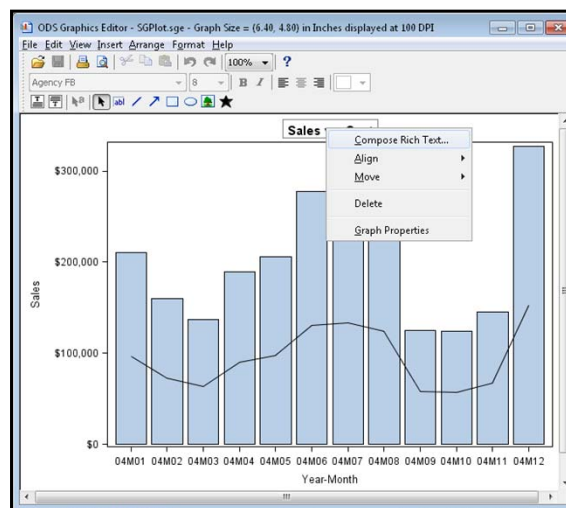 ODS Graphics Editor - SGPlot.sge - Graph Size = (6.40, 4.80) in Inches displayed at 100 DPI
File Edit View Insert Arrange Format Help
100% ?
Agency FB 8 B I
abl
Sales
Compose Rich Text...
Align
Move
Delete
Graph Properties
$300,000
$200,000
$100,000
$0
Sales
04M01 04M02 04M03 04M04 04M05 04M06 04M07 04M08 04M09 04M10 04M11 04M12
Year-Month